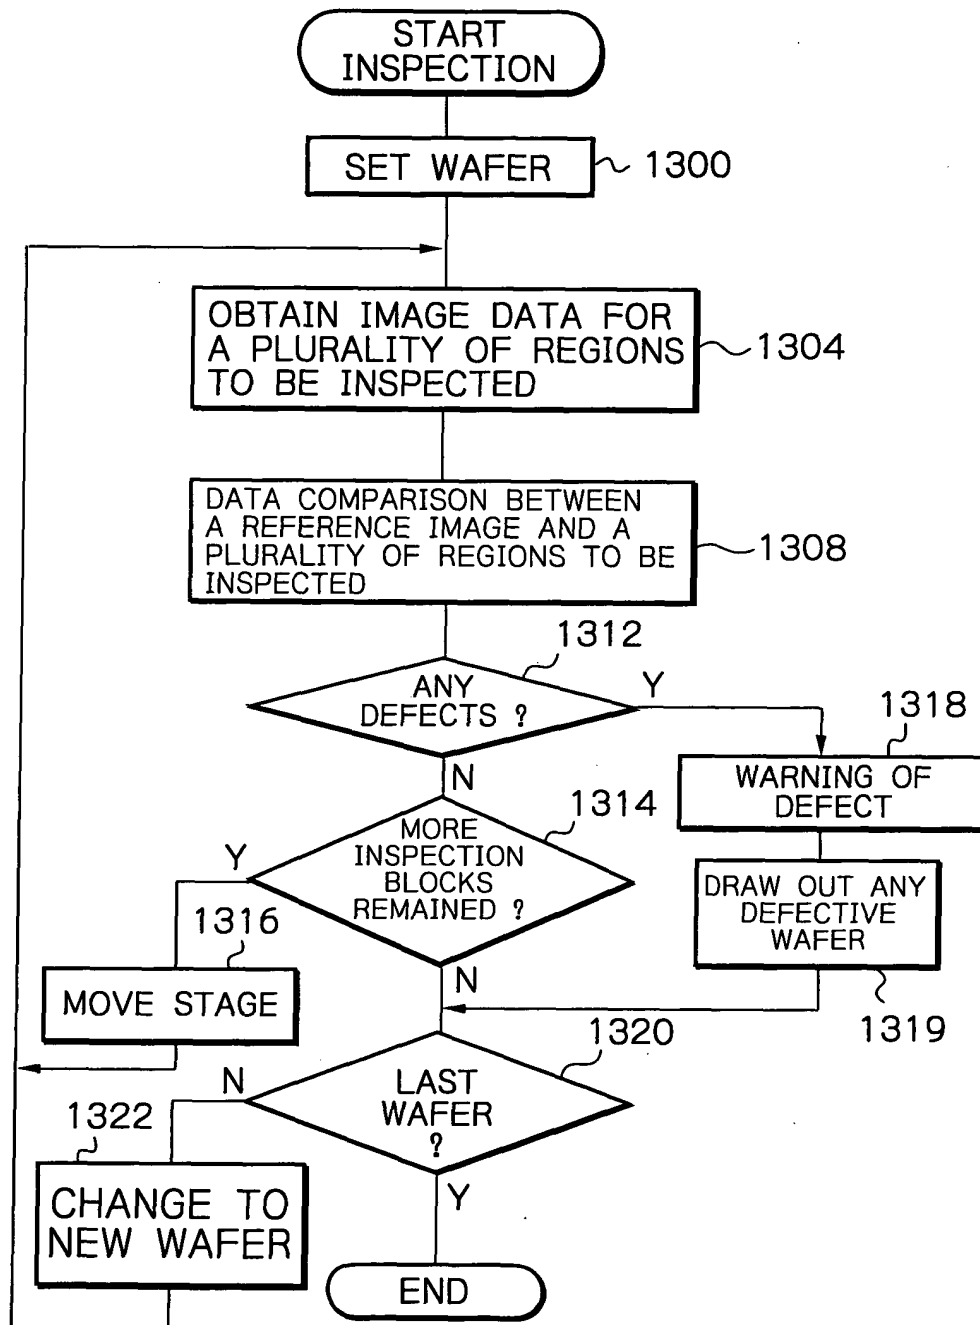 START
INSPECTION
SET WAFER
1300
OBTAIN IMAGE DATA FOR
A PLURALITY OF REGIONS
TO BE INSPECTED
1304
DATA COMPARISON BETWEEN
A REFERENCE IMAGE AND A
PLURALITY OF REGIONS TO BE
INSPECTED
1308
1312
ANY
DEFECTS ?
Y
N
1318
WARNING OF
DEFECT
1314
MORE
INSPECTION
BLOCKS
REMAINED ?
Y
N
DRAW OUT ANY
DEFECTIVE
WAFER
1319
1316
MOVE STAGE
1320
LAST
WAFER
?
N
Y
1322
CHANGE TO
NEW WAFER
END